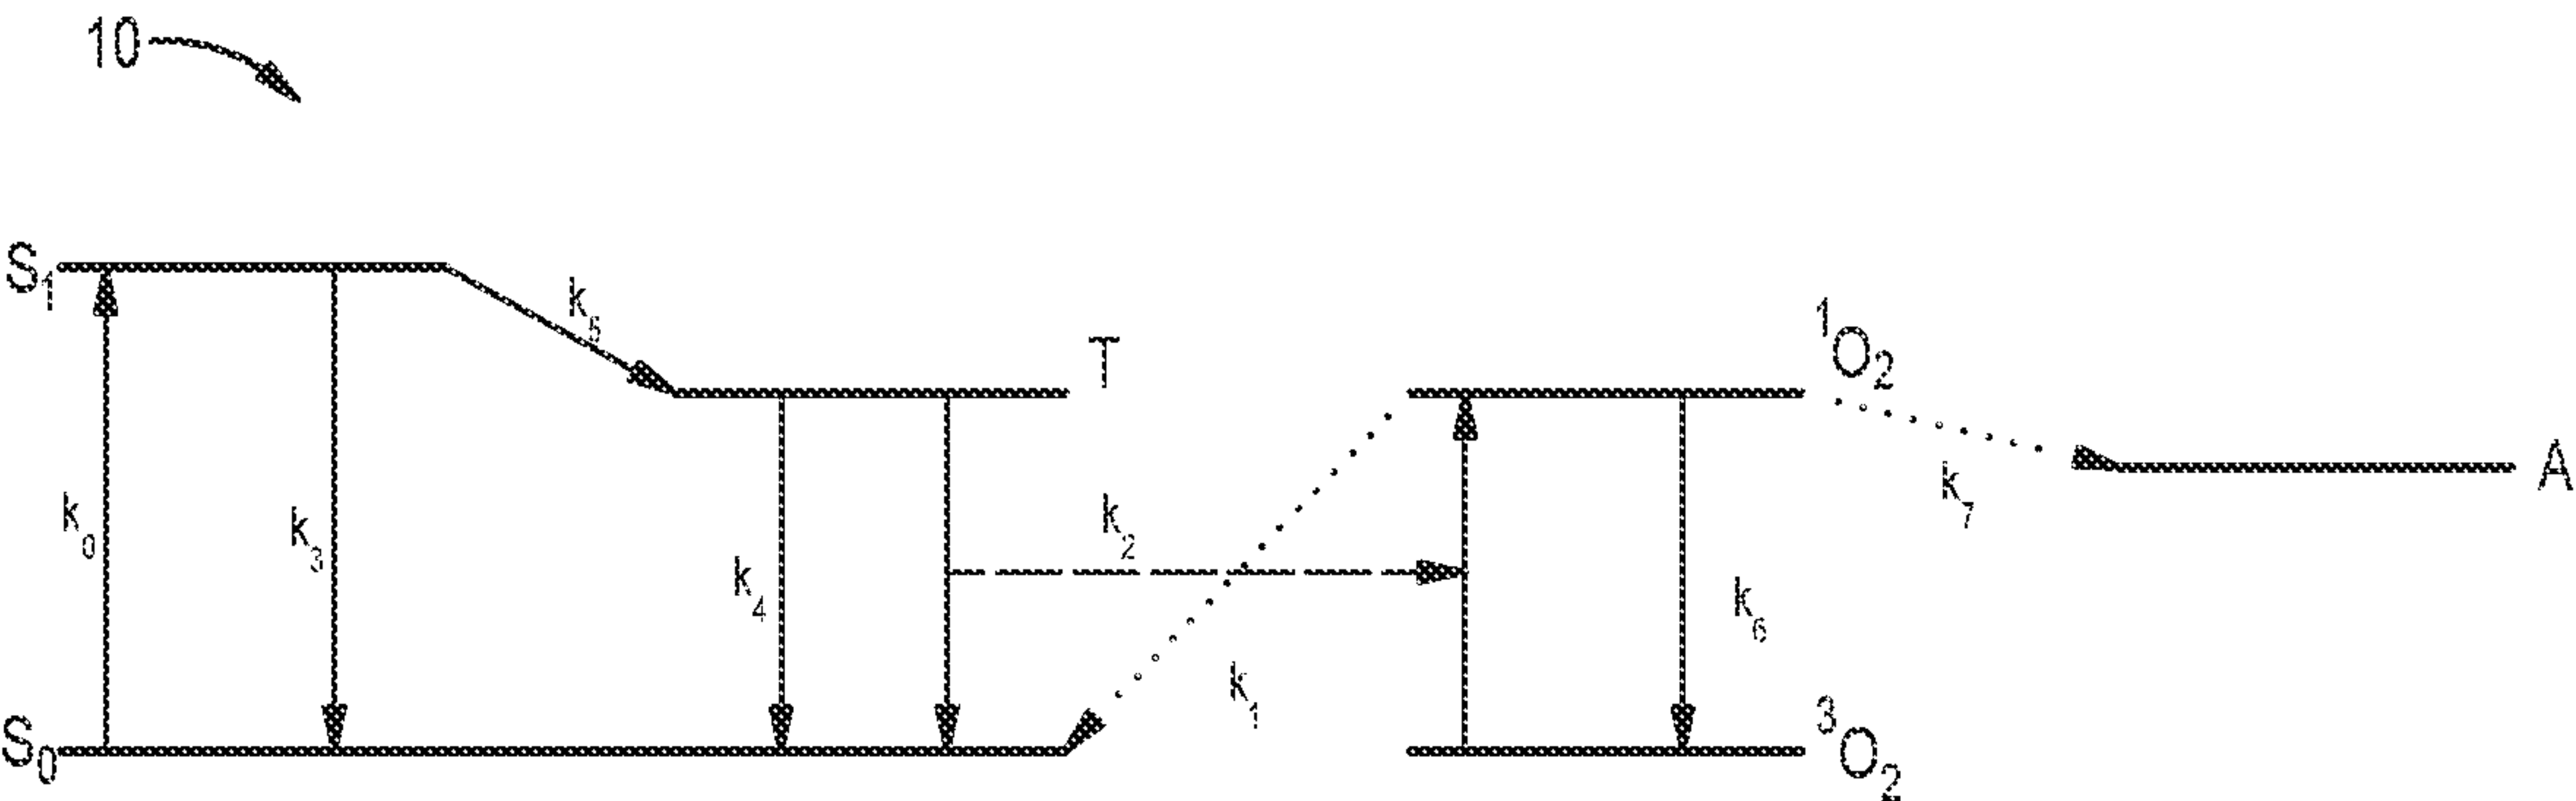 10
S₁
k₅
T
¹O₂
A
k₀
k₃
k₂
k₇
k₄
k₆
k₁
S₀
³O₂